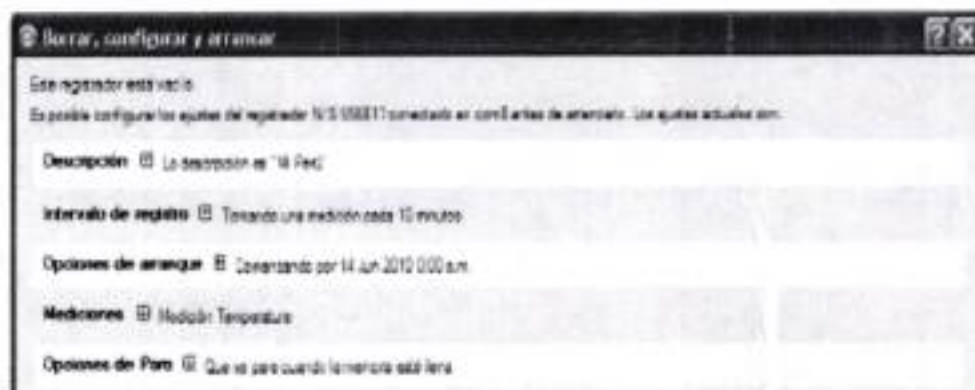 Borrar, configurar y arrancar
Este registrador está vacío
Es posible configurar los ajustes del registrador conectado en antes de arrancarlo. Los ajustes actuales son:
Descripción La descripción es
Intervalo de registro Tomando una medición cada 10 minutos
Opciones de arranque Comenzando por 14 Jun 2010 0:00 a.m.
Mediciones Medición Temperatura
Opciones de Paro Que se pare cuando la memoria está llena